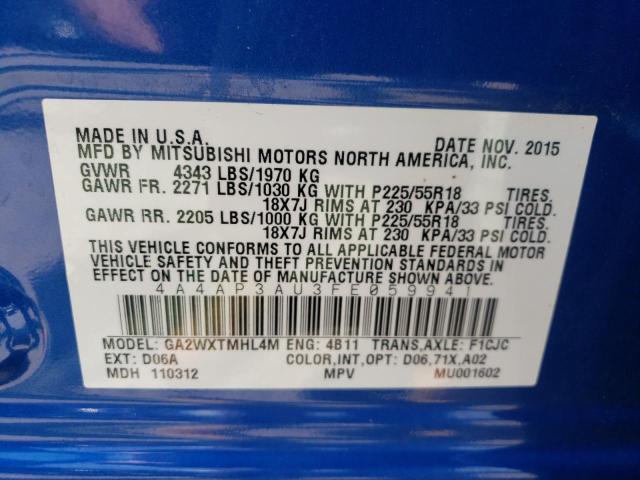 MADE IN U.S.A. DATE NOV. 2015
MFD BY MITSUBISHI MOTORS NORTH AMERICA, INC.
GVWR 4343 LBS/1970 KG
GAWR FR. 2271 LBS/1030 KG WITH P225/55R18 TIRES,
18X7J RIMS AT 230 KPA/33 PSI COLD.
GAWR RR. 2205 LBS/1000 KG WITH P225/55R18 TIRES,
18X7J RIMS AT 230 KPA/33 PSI COLD.
THIS VEHICLE CONFORMS TO ALL APPLICABLE FEDERAL MOTOR
VEHICLE SAFETY AND THEFT PREVENTION STANDARDS IN
EFFECT ON THE DATE OF MANUFACTURE SHOWN ABOVE.
4A4AP3AU3FE059941
MODEL: GA2WXTMHL4M ENG: 4B11 TRANS,AXLE: F1CJC
EXT: D06A COLOR,INT,OPT: D06,71X,A02
MDH 110312 MPV MU001602